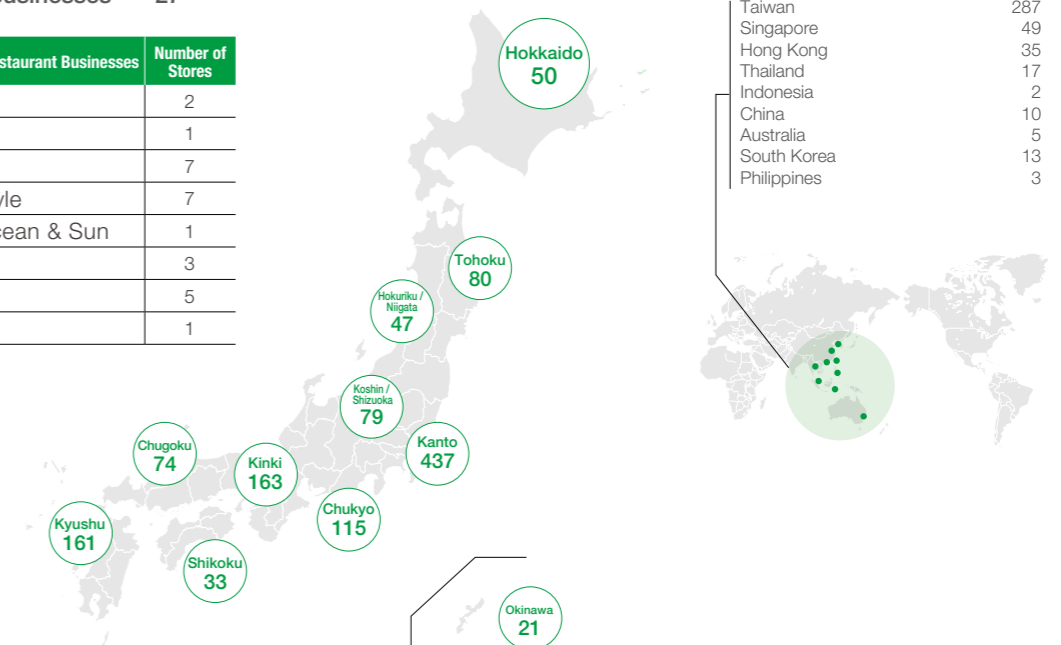 27
staurant Businesses Number of
Stores
2
1
7
yle 7
cean & Sun 1
3
5
1
Taiwan 287
Singapore 49
Hong Kong 35
Thailand 17
Indonesia 2
China 10
Australia 5
South Korea 13
Philippines 3
Hokkaido
50
Tohoku
80
Hokuriku /
Niigata
47
Koshin /
Shizuoka
79
Kanto
437
Chugoku
74
Kinki
163
Chukyo
115
Kyushu
161
Shikoku
33
Okinawa
21